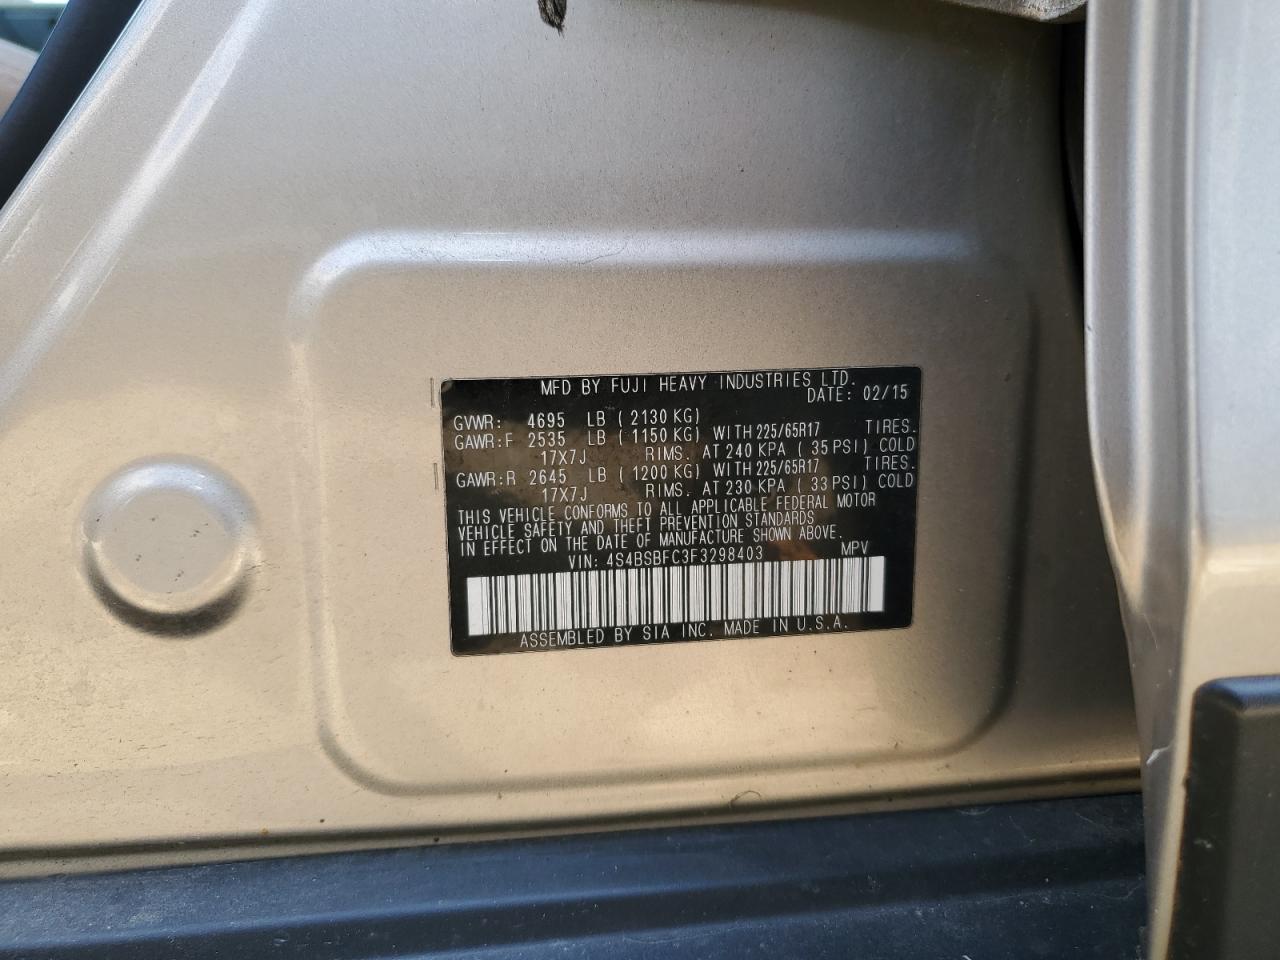 MFD BY FUJI HEAVY INDUSTRIES LTD.
DATE: 02/15
GVWR: 4695 LB ( 2130 KG)
GAWR:F 2535 LB ( 1150 KG) WITH 225/65R17 TIRES.
17X7J RIMS. AT 240 KPA ( 35 PSI) COLD
GAWR:R 2645 LB ( 1200 KG) WITH 225/65R17 TIRES.
17X7J RIMS. AT 230 KPA ( 33 PSI) COLD
THIS VEHICLE CONFORMS TO ALL APPLICABLE FEDERAL MOTOR
VEHICLE SAFETY AND THEFT PREVENTION STANDARDS
IN EFFECT ON THE DATE OF MANUFACTURE SHOWN ABOVE.
VIN: 4S4BSBFC3F3298403 MPV
ASSEMBLED BY SIA INC. MADE IN U.S.A.